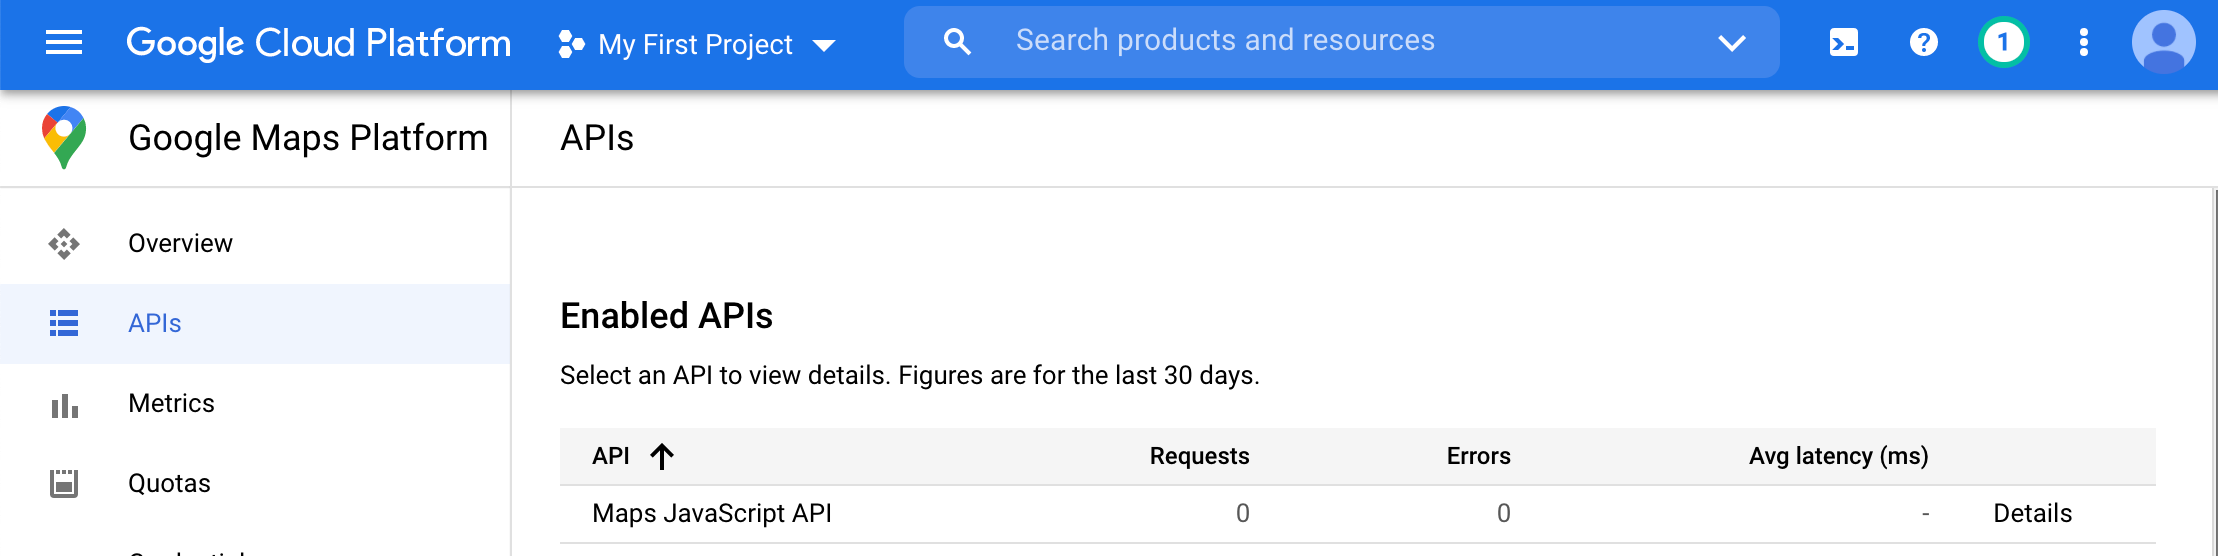 Google Cloud Platform
My First Project
Search products and resources
1
Google Maps Platform
APIs
Overview
APIs
Metrics
Quotas
Enabled APIs
Select an API to view details. Figures are for the last 30 days.
API Requests Errors Avg latency (ms)
Maps JavaScript API 0 0 - Details